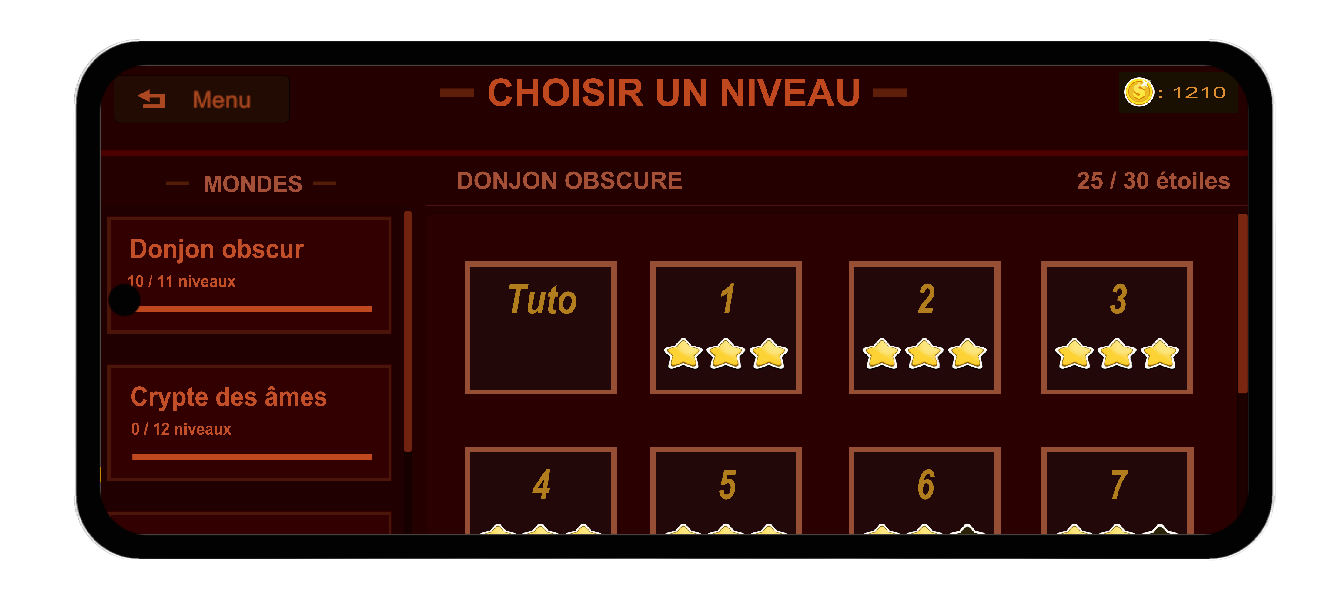 Menu
CHOISIR UN NIVEAU
: 1210
MONDES
DONJON OBSCURE
25 / 30 étoiles
Donjon obscur
10 / 11 niveaux
Crypte des âmes
0 / 12 niveaux
Tuto
1
2
3
4
5
6
7